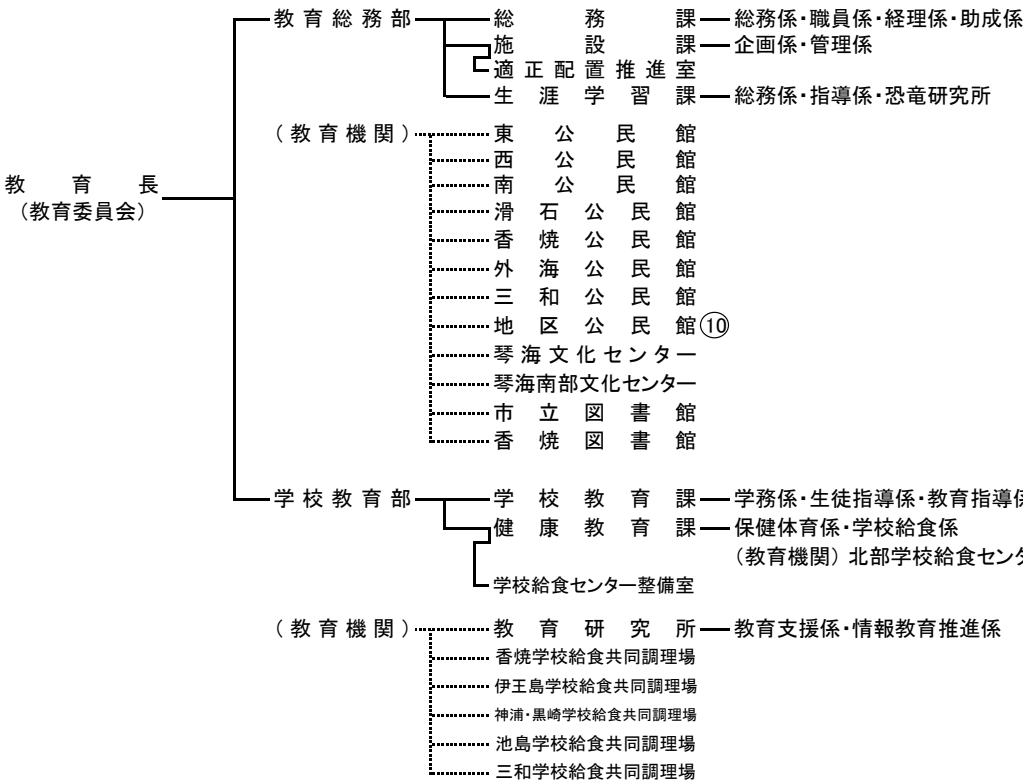 教育総務部 総務課 総務係・職員係・経理係・助成係
施設課 企画係・管理係
適正配置推進室
生涯学習課 総務係・指導係・恐竜研究所
(教育機関) 東公民館
西公民館
教育長 南公民館
(教育委員会) 滑石公民館
香焼公民館
外海公民館
三和公民館
地区公民館⑩
琴海文化センター
琴海南部文化センター
市立図書館
香焼図書館
学校教育部 学校教育課 学務係・生徒指導係・教育指導係
健康教育課 保健体育係・学校給食係
(教育機関) 北部学校給食セン
学校給食センター整備室
(教育機関) 教育研究所 教育支援係・情報教育推進係
香焼学校給食共同調理場
伊王島学校給食共同調理場
神浦・黒崎学校給食共同調理場
池島学校給食共同調理場
三和学校給食共同調理場